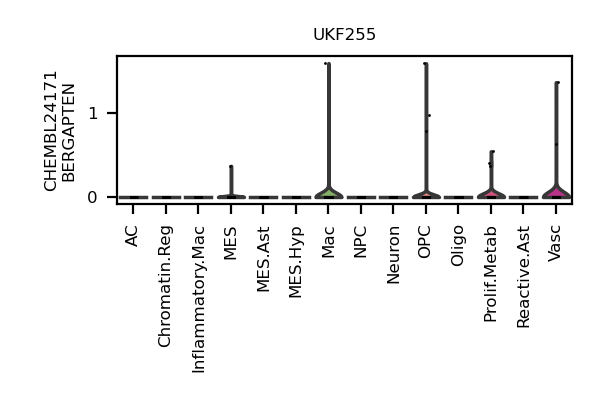 UKF255
CHEMBL24171
BERGAPTEN
1
0
AC
Chromatin.Reg
Inflammatory.Mac
MES
MES.Ast
MES.Hyp
Mac
NPC
Neuron
OPC
Oligo
Prolif.Metab
Reactive.Ast
Vasc